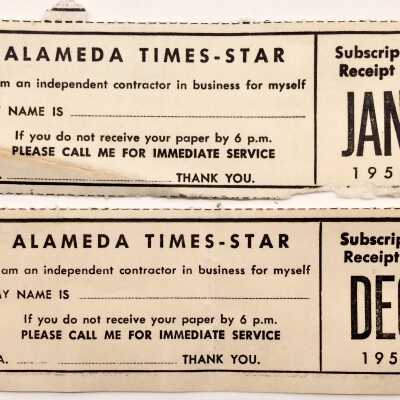 ALAMEDA TIMES-STAR
am an independent contractor in business for myself
Y NAME IS
If you do not receive your paper by 6 p.m.
PLEASE CALL ME FOR IMMEDIATE SERVICE
THANK YOU.
Subscrip
Receipt
JAN
195
ALAMEDA TIMES-STAR
am an independent contractor in business for myself
MY NAME IS
If you do not receive your paper by 6 p.m.
PLEASE CALL ME FOR IMMEDIATE SERVICE
A. THANK YOU.
Subscrip
Receipt
DEC
195